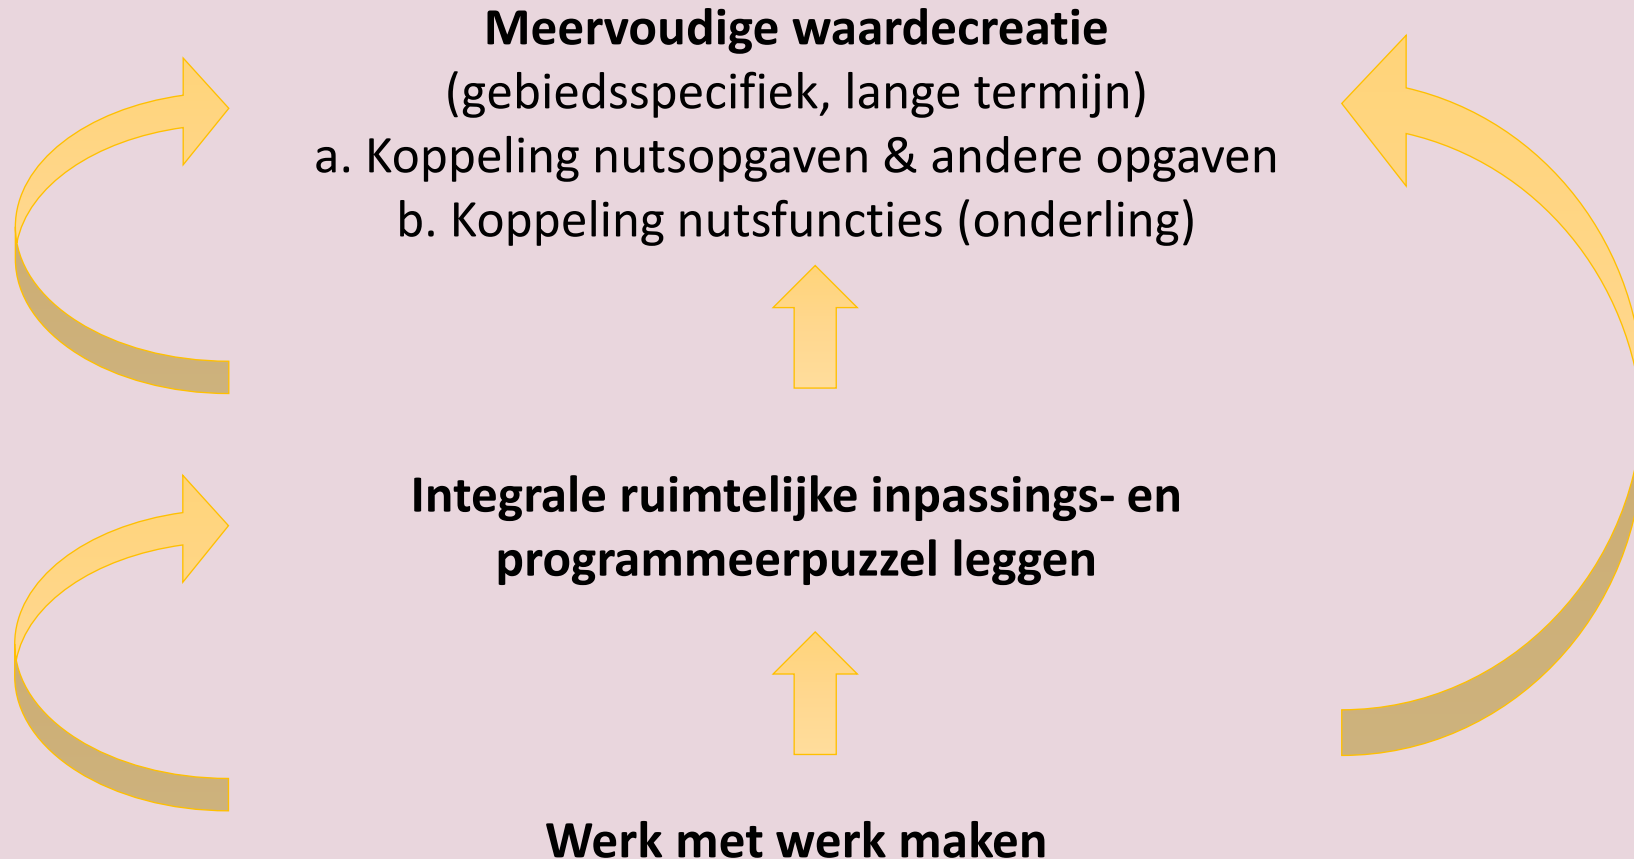 Meervoudige waardecreatie
(gebiedsspecifiek, lange termijn)
a. Koppeling nutsopgaven & andere opgaven
b. Koppeling nutsfuncties (onderling)
Integrale ruimtelijke inpassings- en
programmeerpuzzel leggen
Werk met werk maken